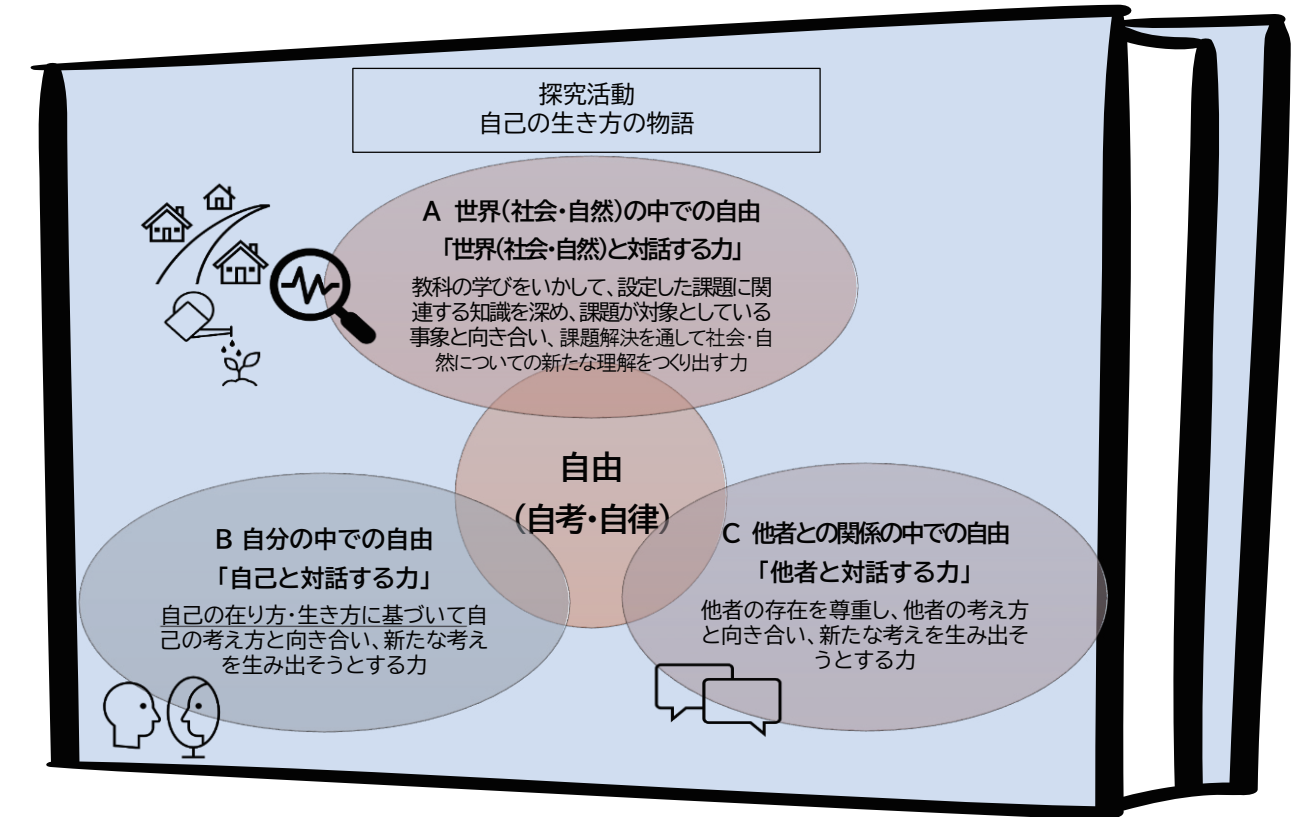 探究活動
自己の生き方の物語
A 世界(社会・自然)の中での自由
「世界(社会・自然)と対話する力」
教科の学びをいかして、設定した課題に関
連する知識を深め、課題が対象としている
事象と向き合い、課題解決を通して社会・自
然についての新たな理解をつくり出す力
自由
(自考・自律)
B 自分の中での自由
「自己と対話する力」
自己の在り方・生き方に基づいて自
己の考え方と向き合い、新たな考え
を生み出そうとする力
C 他者との関係の中での自由
「他者と対話する力」
他者の存在を尊重し、他者の考え方
と向き合い、新たな考えを生み出そ
うとする力